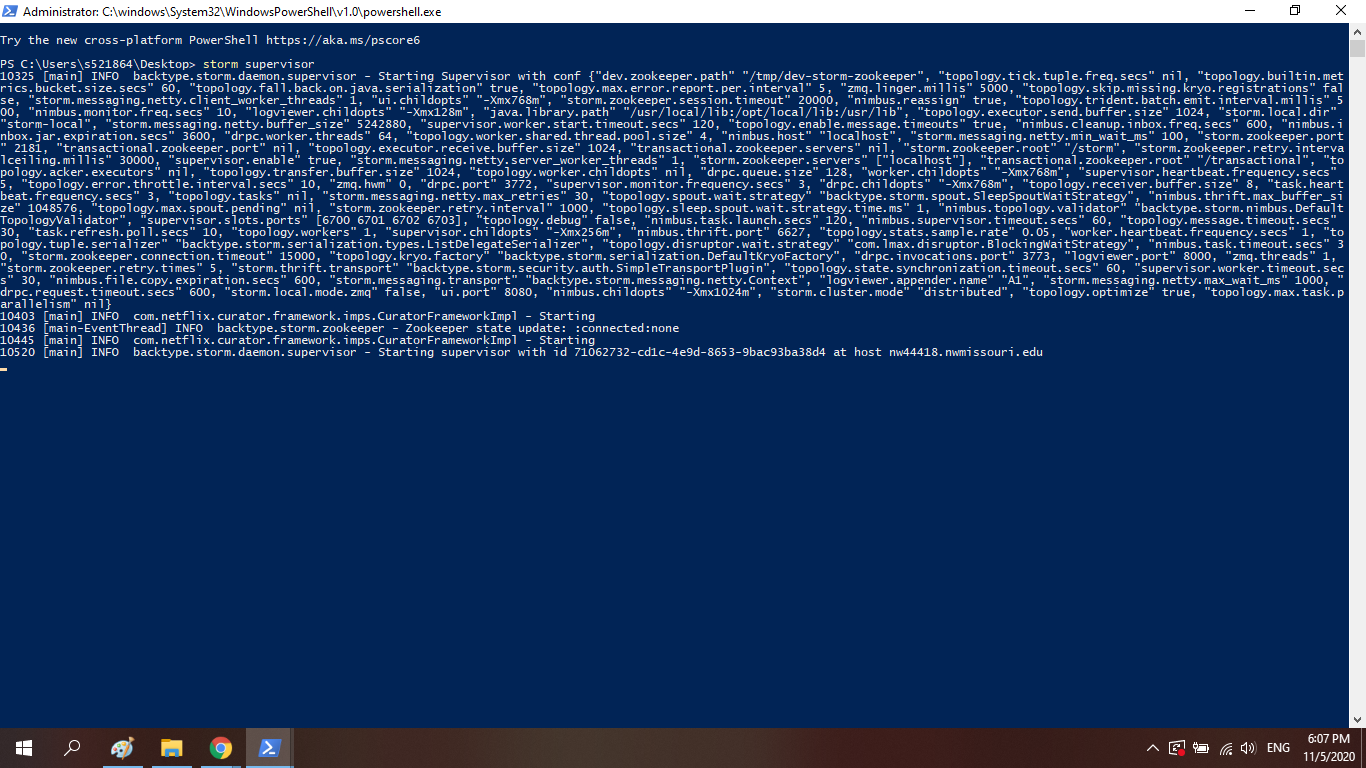 Administrator: C:\windows\System32\WindowsPowerShell\v1.0\powershell.exe
Try the new cross-platform PowerShell https://aka.ms/pscore6
PS C:\Users\s521864\Desktop> storm supervisor
10325 [main] INFO  backtype.storm.daemon.supervisor - Starting Supervisor with conf {"dev.zookeeper.path" "/tmp/dev-storm-zookeeper", "topology.tick.tuple.freq.secs" nil, "topology.builtin.met
rics.bucket.size.secs" 60, "topology.fall.back.on.java.serialization" true, "topology.max.error.report.per.interval" 5, "zmq.linger.millis" 5000, "topology.skip.missing.kryo.registrations" fal
se, "storm.messaging.netty.client_worker_threads" 1, "ui.childopts" "-Xmx768m", "storm.zookeeper.session.timeout" 20000, "nimbus.reassign" true, "topology.trident.batch.emit.interval.millis" 5
00, "nimbus.monitor.freq.secs" 10, "logviewer.childopts" "-Xmx128m", "java.library.path" "/usr/local/lib:/opt/local/lib:/usr/lib", "topology.executor.send.buffer.size" 1024, "storm.local.dir"
"storm-local", "storm.messaging.netty.buffer_size" 5242880, "supervisor.worker.start.timeout.secs" 120, "topology.enable.message.timeouts" true, "nimbus.cleanup.inbox.freq.secs" 600, "nimbus.i
nbox.jar.expiration.secs" 3600, "drpc.worker.threads" 64, "topology.worker.shared.thread.pool.size" 4, "nimbus.host" "localhost", "storm.messaging.netty.min_wait_ms" 100, "storm.zookeeper.port
" 2181, "transactional.zookeeper.port" nil, "topology.executor.receive.buffer.size" 1024, "transactional.zookeeper.servers" nil, "storm.zookeeper.root" "/storm", "storm.zookeeper.retry.interva
lceiling.millis" 30000, "supervisor.enable" true, "storm.messaging.netty.server_worker_threads" 1, "storm.zookeeper.servers" ["localhost"], "transactional.zookeeper.root" "/transactional", "to
pology.acker.executors" nil, "topology.transfer.buffer.size" 1024, "topology.worker.childopts" nil, "drpc.queue.size" 128, "worker.childopts" "-Xmx768m", "supervisor.heartbeat.frequency.secs"
5, "topology.error.throttle.interval.secs" 10, "zmq.hwm" 0, "drpc.port" 3772, "supervisor.monitor.frequency.secs" 3, "drpc.childopts" "-Xmx768m", "topology.receiver.buffer.size" 8, "task.heart
beat.frequency.secs" 3, "topology.tasks" nil, "storm.messaging.netty.max_retries" 30, "topology.spout.wait.strategy" "backtype.storm.spout.SleepSpoutWaitStrategy", "nimbus.thrift.max_buffer_si
ze" 1048576, "topology.max.spout.pending" nil, "storm.zookeeper.retry.interval" 1000, "topology.sleep.spout.wait.strategy.time.ms" 1, "nimbus.topology.validator" "backtype.storm.nimbus.Default
TopologyValidator", "supervisor.slots.ports" [6700 6701 6702 6703], "topology.debug" false, "nimbus.task.launch.secs" 120, "nimbus.supervisor.timeout.secs" 60, "topology.message.timeout.secs"
30, "task.refresh.poll.secs" 10, "topology.workers" 1, "supervisor.childopts" "-Xmx256m", "nimbus.thrift.port" 6627, "topology.stats.sample.rate" 0.05, "worker.heartbeat.frequency.secs" 1, "to
pology.tuple.serializer" "backtype.storm.serialization.types.ListDelegateSerializer", "topology.disruptor.wait.strategy" "com.lmax.disruptor.BlockingWaitStrategy", "nimbus.task.timeout.secs" 3
0, "storm.zookeeper.connection.timeout" 15000, "topology.kryo.factory" "backtype.storm.serialization.DefaultKryoFactory", "drpc.invocations.port" 3773, "logviewer.port" 8000, "zmq.threads" 1,
"storm.zookeeper.retry.times" 5, "storm.thrift.transport" "backtype.storm.security.auth.SimpleTransportPlugin", "topology.state.synchronization.timeout.secs" 60, "supervisor.worker.timeout.sec
s" 30, "nimbus.file.copy.expiration.secs" 600, "storm.messaging.transport" "backtype.storm.messaging.netty.Context", "logviewer.appender.name" "A1", "storm.messaging.netty.max_wait_ms" 1000, "
drpc.request.timeout.secs" 600, "storm.local.mode.zmq" false, "ui.port" 8080, "nimbus.childopts" "-Xmx1024m", "storm.cluster.mode" "distributed", "topology.optimize" true, "topology.max.task.p
arallelism" nil}
10403 [main] INFO  com.netflix.curator.framework.imps.CuratorFrameworkImpl - Starting
10436 [main-EventThread] INFO  backtype.storm.zookeeper - Zookeeper state update: :connected:none
10445 [main] INFO  com.netflix.curator.framework.imps.CuratorFrameworkImpl - Starting
10520 [main] INFO  backtype.storm.daemon.supervisor - Starting supervisor with id 71062732-cd1c-4e9d-8653-9bac93ba38d4 at host nw44418.nwmissouri.edu
ENG
6:07 PM
11/5/2020